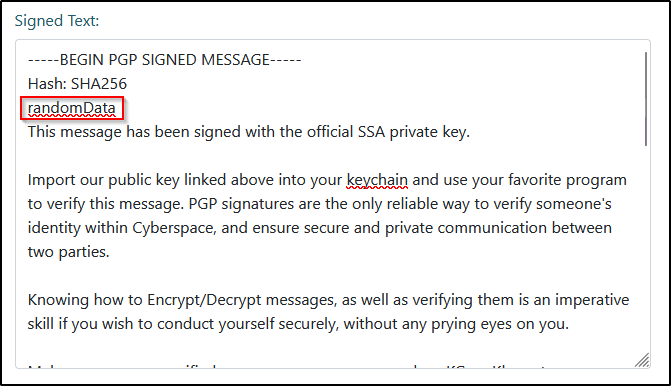 Signed Text:
-----BEGIN PGP SIGNED MESSAGE-----
Hash: SHA256
randomData
This message has been signed with the official SSA private key.
Import our public key linked above into your keychain and use your favorite program
to verify this message. PGP signatures are the only reliable way to verify someone's
identity within Cyberspace, and ensure secure and private communication between
two parties.
Knowing how to Encrypt/Decrypt messages, as well as verifying them is an imperative
skill if you wish to conduct yourself securely, without any prying eyes on you.